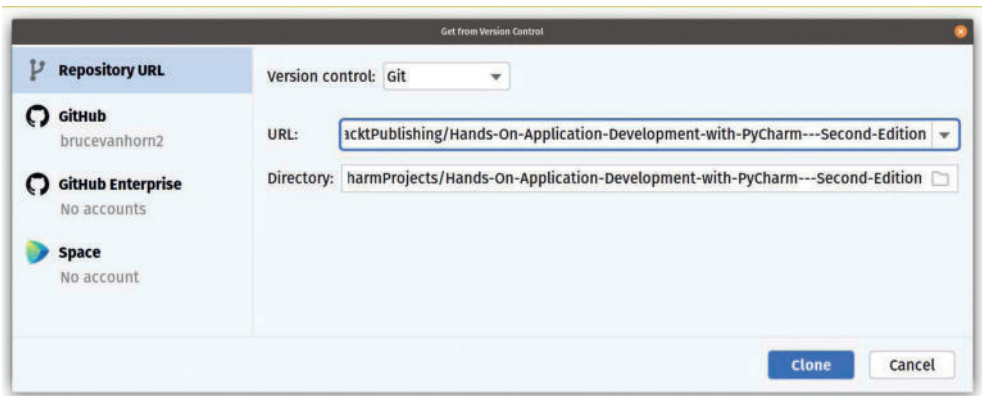 Get from Version Control
Repository URL
GitHub
brucevanhorn2
GitHub Enterprise
No accounts
Space
No account
Version control: Git
URL: acktPublishing/Hands-On-Application-Development-with-PyCharm---Second-Edition
Directory: harmProjects/Hands-On-Application-Development-with-PyCharm---Second-Edition
Clone Cancel